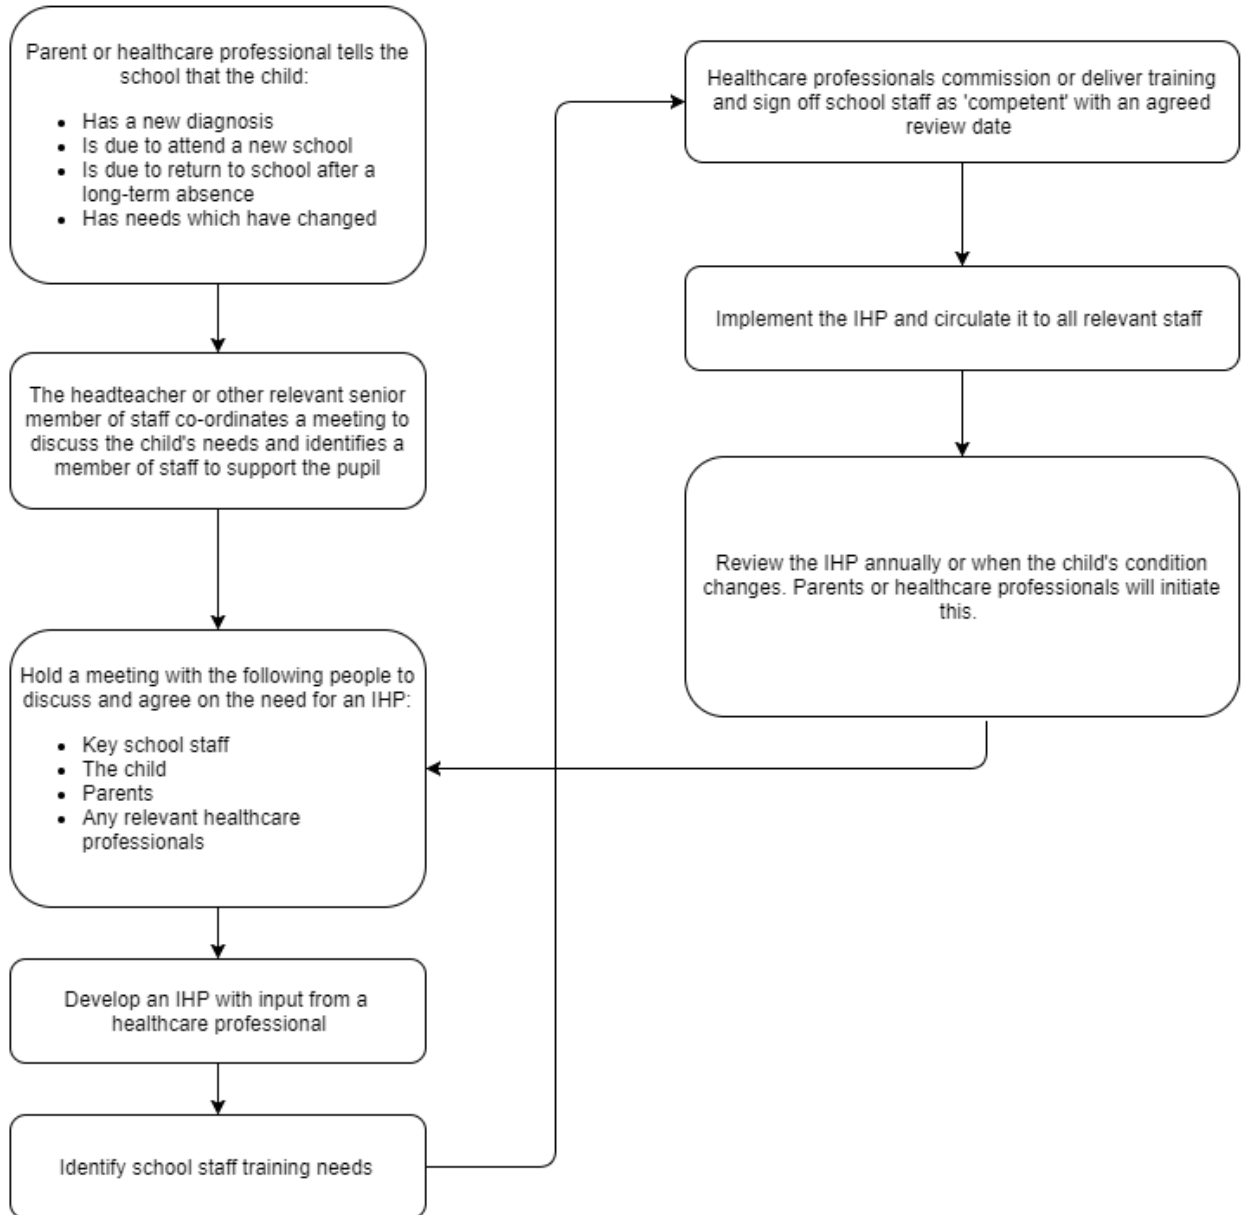 Parent or healthcare professional tells the
school that the child:
• Has a new diagnosis
• Is due to attend a new school
• Is due to return to school after a
long-term absence
• Has needs which have changed
The headteacher or other relevant senior
member of staff co-ordinates a meeting to
discuss the child's needs and identifies a
member of staff to support the pupil
Hold a meeting with the following people to
discuss and agree on the need for an IHP:
• Key school staff
• The child
• Parents
• Any relevant healthcare
professionals
Develop an IHP with input from a
healthcare professional
Identify school staff training needs
Healthcare professionals commission or deliver training
and sign off school staff as 'competent' with an agreed
review date
Implement the IHP and circulate it to all relevant staff
Review the IHP annually or when the child's condition
changes. Parents or healthcare professionals will initiate
this.